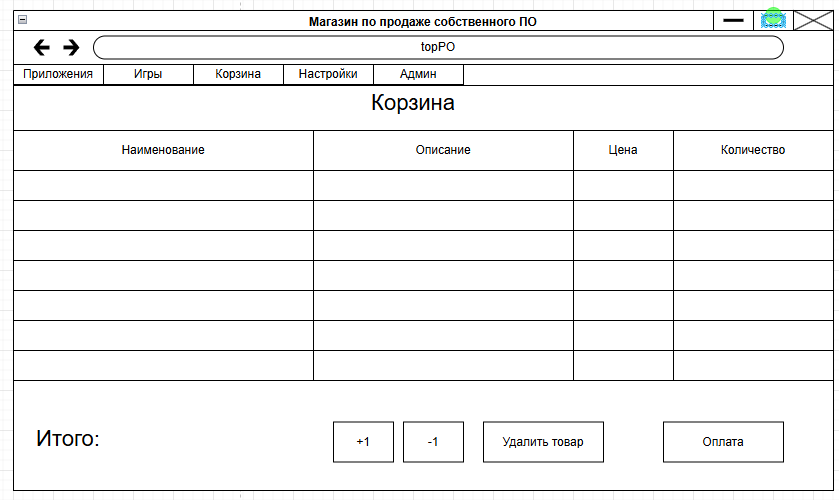 Магазин по продаже собственного ПО
topPO
Приложения Игры Корзина Настройки Админ
Корзина
Наименование Описание Цена Количество
Итого: +1 -1 Удалить товар Оплата